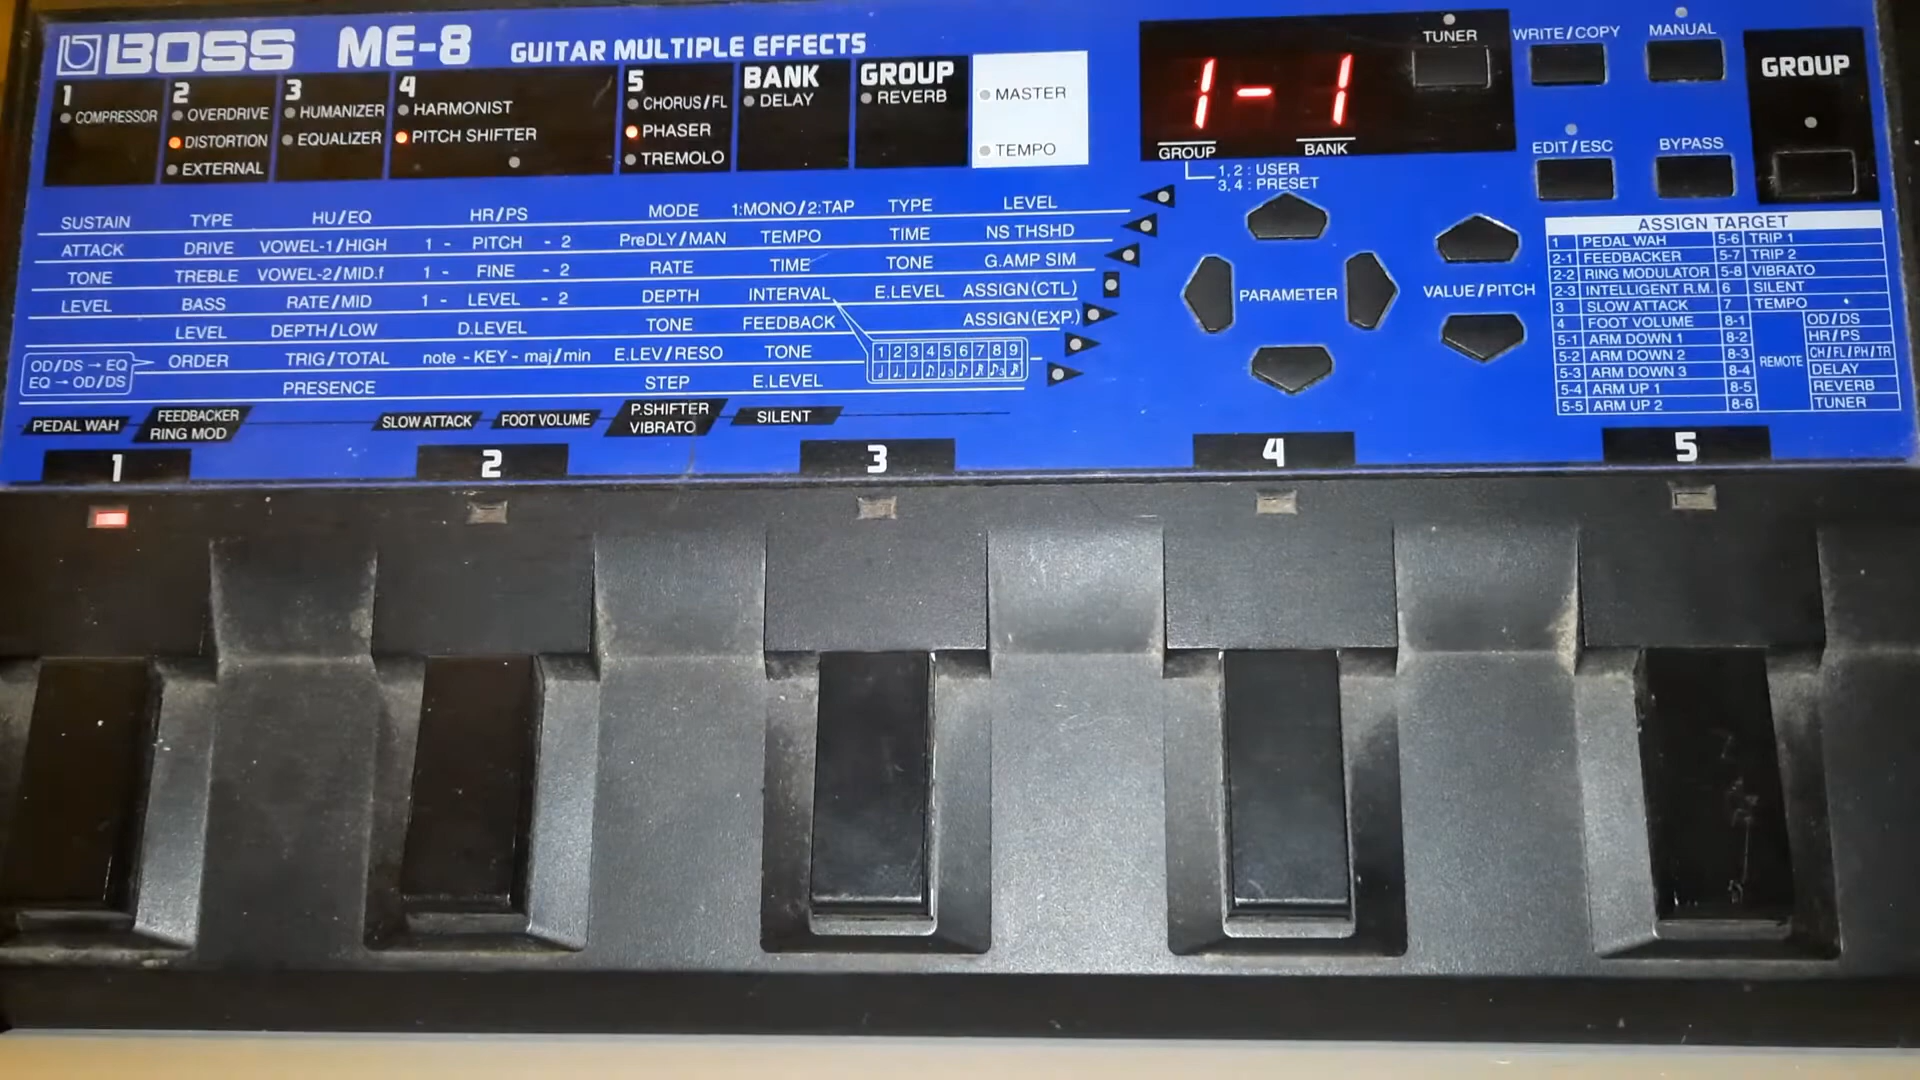 BOSS ME-8 GUITAR MULTIPLE EFFECTS
1 COMPRESSOR
2 OVERDRIVE
DISTORTION
EXTERNAL
3 HUMANIZER
EQUALIZER
4 HARMONIST
PITCH SHIFTER
5 CHORUS/FL
PHASER
TREMOLO
BANK
DELAY
GROUP
REVERB
MASTER
TEMPO
1-1
GROUP BANK
1, 2 : USER
3, 4 : PRESET
TUNER
WRITE/COPY
MANUAL
EDIT/ESC
BYPASS
GROUP
SUSTAIN TYPE HU/EQ HR/PS MODE 1:MONO/2:TAP TYPE LEVEL
ATTACK DRIVE VOWEL-1/HIGH 1 - PITCH - 2 PreDLY/MAN TEMPO TIME NS THSHD
TONE TREBLE VOWEL-2/MID.f 1 - FINE - 2 RATE TIME TONE G.AMP SIM
LEVEL BASS RATE/MID 1 - LEVEL - 2 DEPTH INTERVAL E.LEVEL ASSIGN(CTL)
LEVEL DEPTH/LOW D.LEVEL TONE FEEDBACK ASSIGN(EXP.)
OD/DS → EQ
EQ → OD/DS
ORDER TRIG/TOTAL note - KEY - maj/min E.LEV/RESO TONE
1 2 3 4 5 6 7 8 9
PRESENCE STEP E.LEVEL
PEDAL WAH
FEEDBACKER
RING MOD
SLOW ATTACK
FOOT VOLUME
P.SHIFTER
VIBRATO
SILENT
PARAMETER
VALUE/PITCH
ASSIGN TARGET
1 PEDAL WAH 5-6 TRIP 1
2-1 FEEDBACKER 5-7 TRIP 2
2-2 RING MODULATOR 5-8 VIBRATO
2-3 INTELLIGENT R.M. 6 SILENT
3 SLOW ATTACK 7 TEMPO
4 FOOT VOLUME 8-1 OD/DS
5-1 ARM DOWN 1 8-2 HR/PS
5-2 ARM DOWN 2 8-3 REMOTE CH/FL/PH/TR
5-3 ARM DOWN 3 8-4 DELAY
5-4 ARM UP 1 8-5 REVERB
5-5 ARM UP 2 8-6 TUNER
1 2 3 4 5